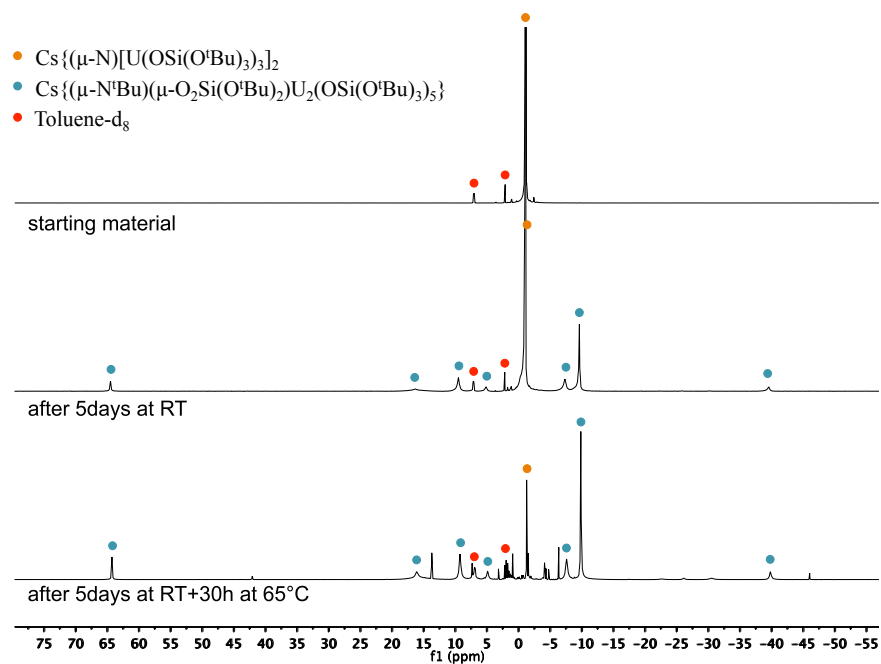 Cs{(μ-N)[U(OSi(OᵗBu)₃)₃]₂
Cs{(μ-NᵗBu)(μ-O₂Si(OᵗBu)₂)U₂(OSi(OᵗBu)₃)₅}
Toluene-d₈
starting material
after 5days at RT
after 5days at RT+30h at 65°C
75 70 65 60 55 50 45 40 35 30 25 20 15 10 5 0 -5 -10 -15 -20 -25 -30 -35 -40 -45 -50 -55
f1 (ppm)